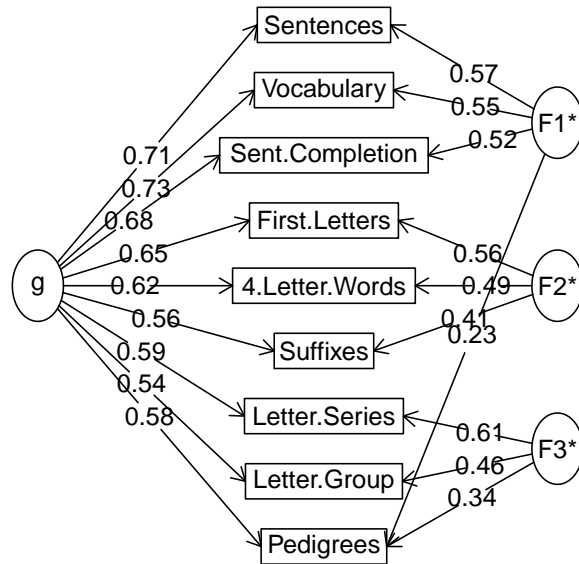 Sentences
0.57
Vocabulary
0.55
F1*
0.71
Sent.Completion
0.52
0.73
0.68
First.Letters
0.65
0.56
g
0.62
4.Letter.Words
0.49
F2*
0.56
0.41
0.23
Suffixes
0.59
0.54
0.58
Letter.Series
0.61
F3*
Letter.Group
0.46
0.34
Pedigrees